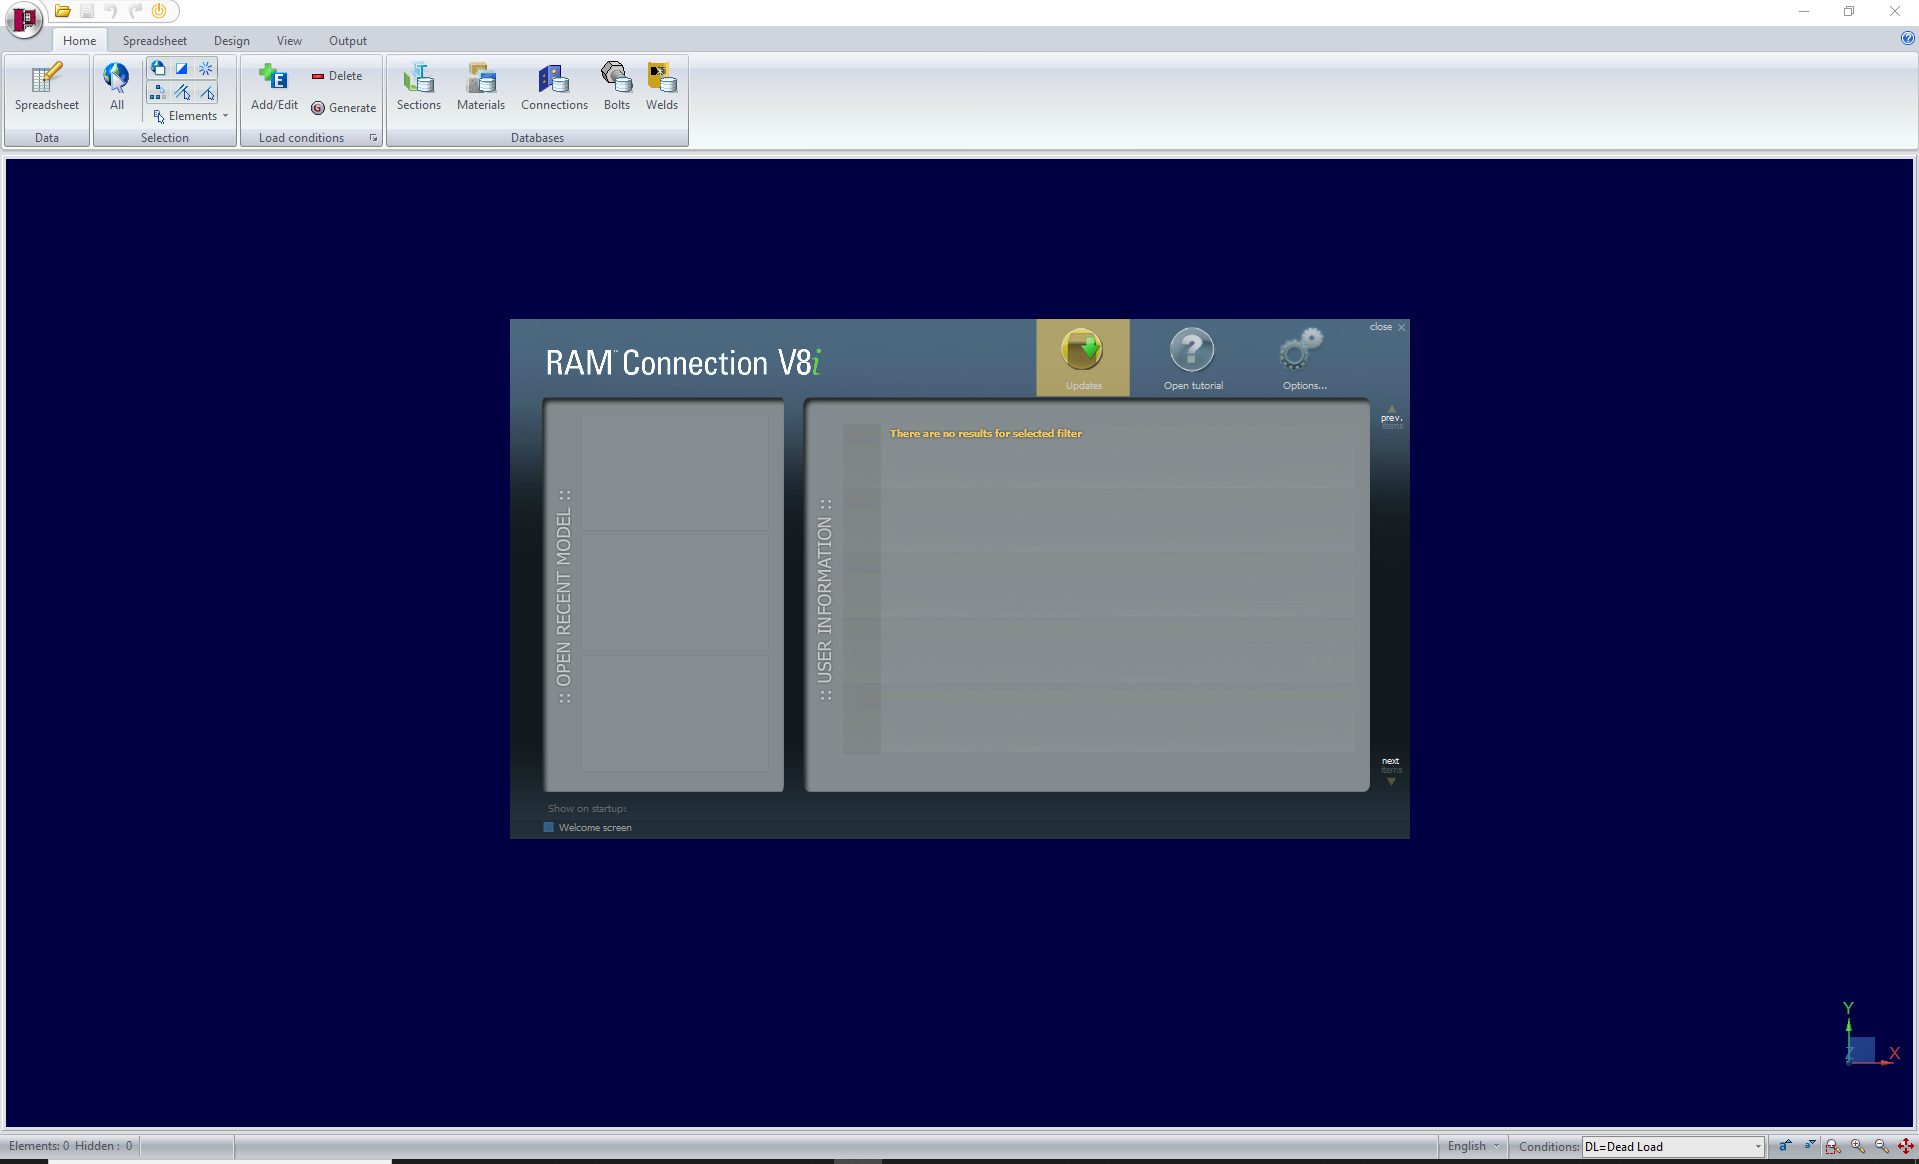 Home Spreadsheet Design View Output
Spreadsheet
All
Elements
Add/Edit
Delete
Generate
Sections Materials Connections Bolts Welds
Data Selection Load conditions Databases
RAM™ Connection V8i
Updates
Open tutorial
Options...
close
prev.
items
:: OPEN RECENT MODEL ::
:: USER INFORMATION ::
There are no results for selected filter
next
items
Show on startup:
Welcome screen
Y
Z
X
Elements: 0 Hidden : 0
English
Conditions: DL=Dead Load